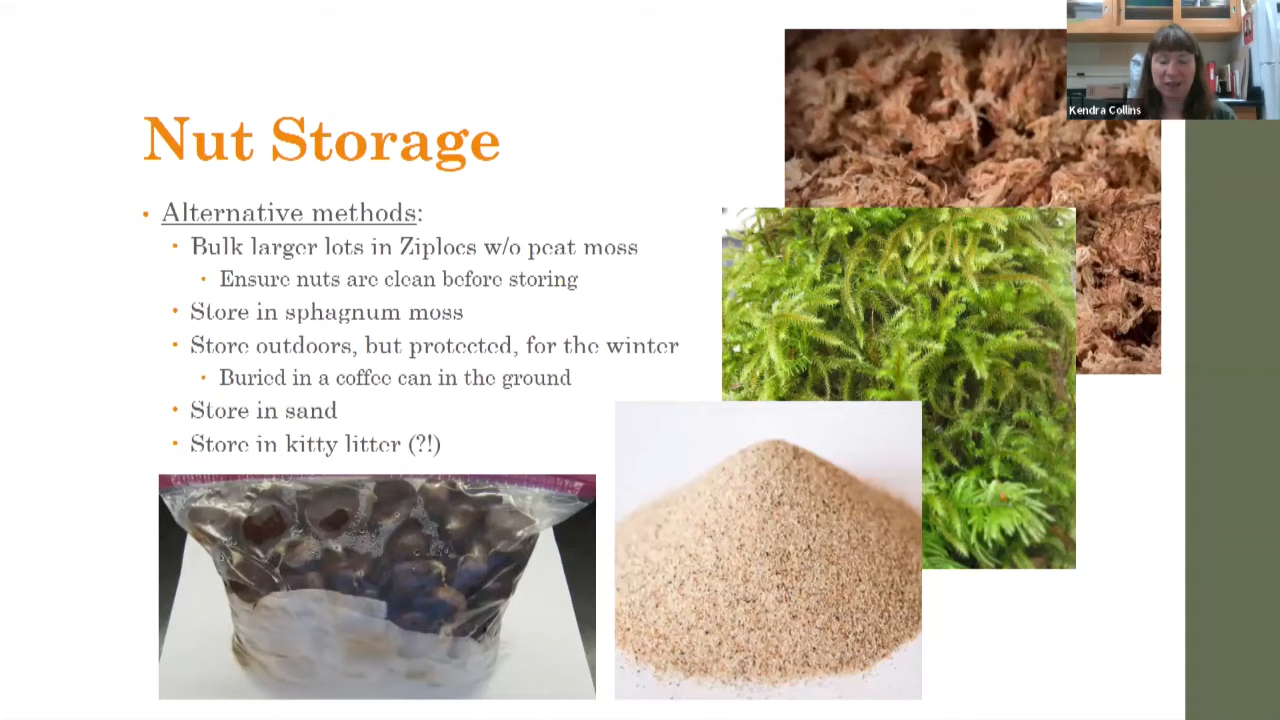 Kendra Collins
Nut Storage
• Alternative methods:
• Bulk larger lots in Ziplocs w/o peat moss
• Ensure nuts are clean before storing
• Store in sphagnum moss
• Store outdoors, but protected, for the winter
• Buried in a coffee can in the ground
• Store in sand
• Store in kitty litter (?!)